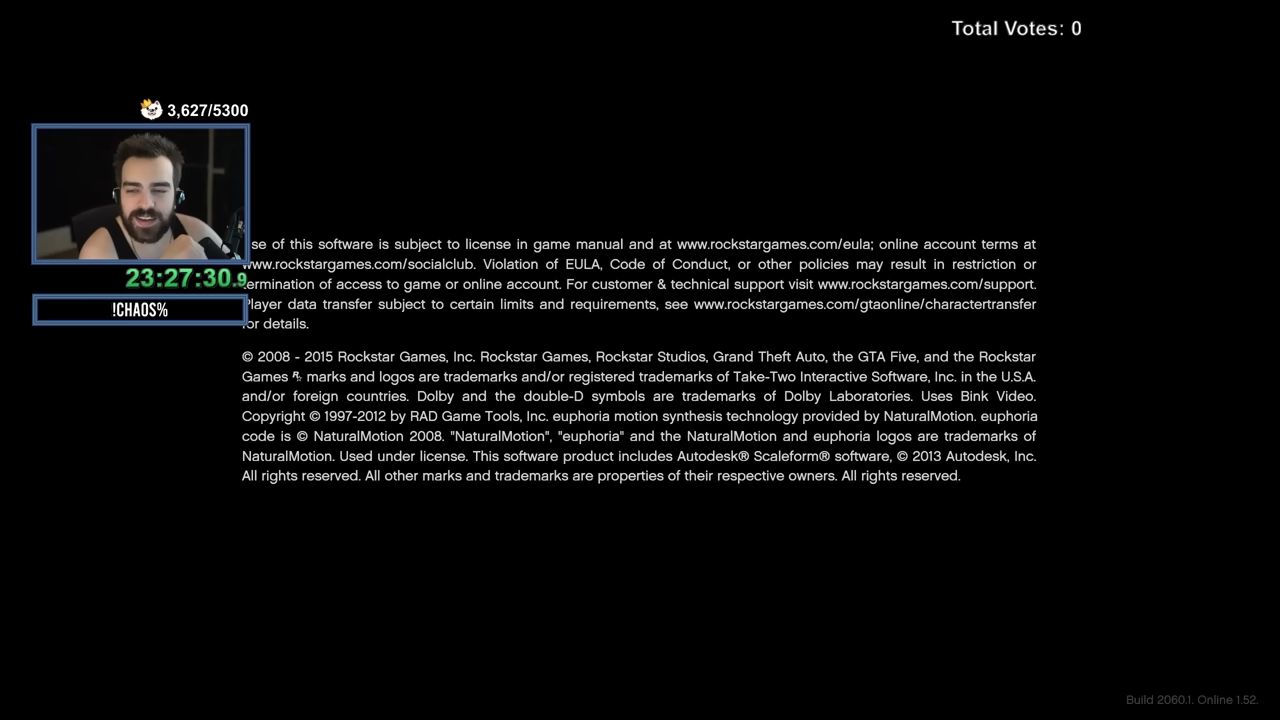 Total Votes: 0
3,627/5300
23:27:30.9
!CHAOS%
se of this software is subject to license in game manual and at www.rockstargames.com/eula; online account terms at
www.rockstargames.com/socialclub. Violation of EULA, Code of Conduct, or other policies may result in restriction or
termination of access to game or online account. For customer & technical support visit www.rockstargames.com/support.
Player data transfer subject to certain limits and requirements, see www.rockstargames.com/gtaonline/charactertransfer
for details.
© 2008 - 2015 Rockstar Games, Inc. Rockstar Games, Rockstar Studios, Grand Theft Auto, the GTA Five, and the Rockstar
Games R* marks and logos are trademarks and/or registered trademarks of Take-Two Interactive Software, Inc. in the U.S.A.
and/or foreign countries. Dolby and the double-D symbols are trademarks of Dolby Laboratories. Uses Bink Video.
Copyright © 1997-2012 by RAD Game Tools, Inc. euphoria motion synthesis technology provided by NaturalMotion. euphoria
code is © NaturalMotion 2008. "NaturalMotion", "euphoria" and the NaturalMotion and euphoria logos are trademarks of
NaturalMotion. Used under license. This software product includes Autodesk® Scaleform® software, © 2013 Autodesk, Inc.
All rights reserved. All other marks and trademarks are properties of their respective owners. All rights reserved.
Build 2060.1. Online 1.52.